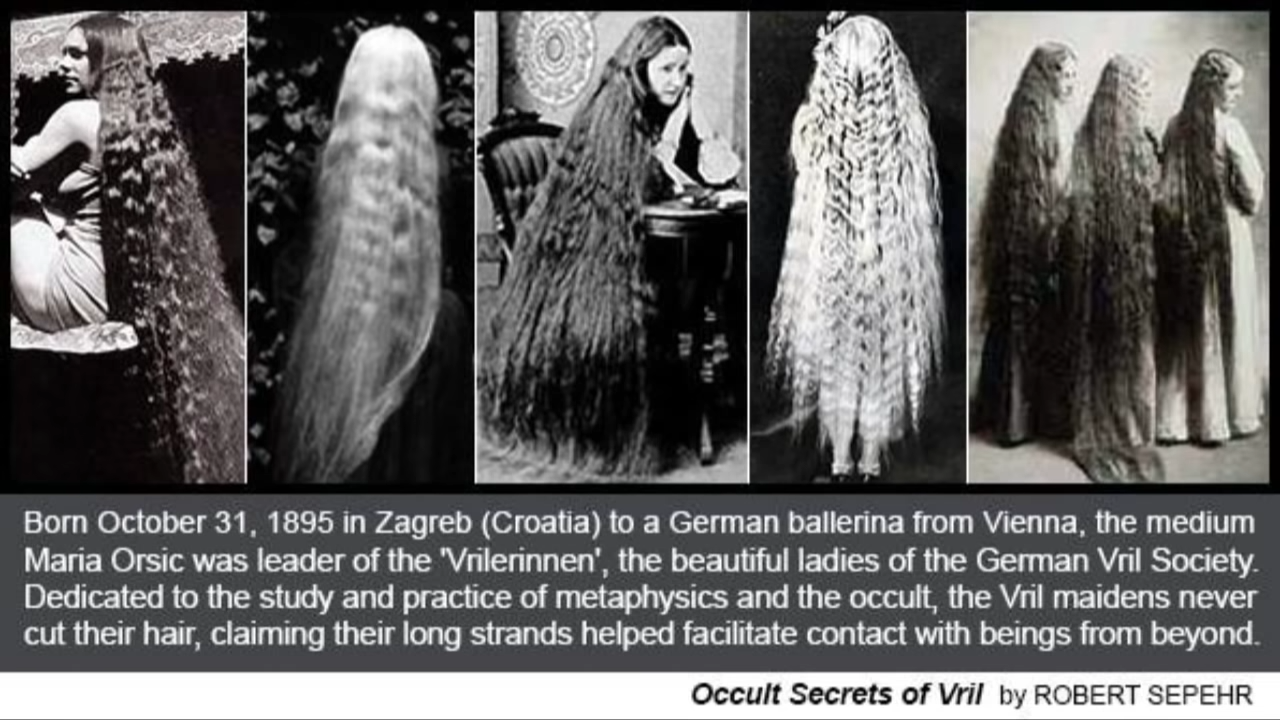 Born October 31, 1895 in Zagreb (Croatia) to a German ballerina from Vienna, the medium
Maria Orsic was leader of the 'Vrilerinnen', the beautiful ladies of the German Vril Society.
Dedicated to the study and practice of metaphysics and the occult, the Vril maidens never
cut their hair, claiming their long strands helped facilitate contact with beings from beyond.
Occult Secrets of Vril by ROBERT SEPEHR